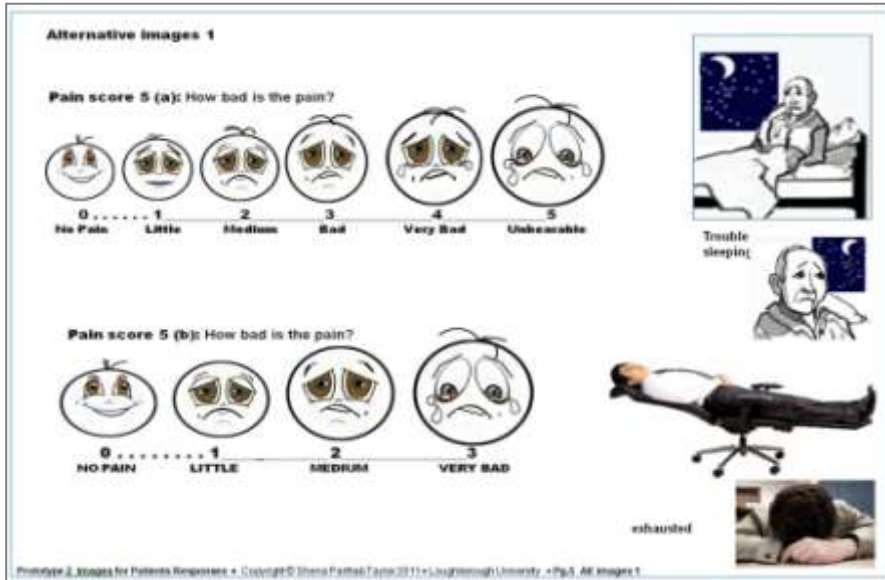 Alternative images 1
Pain score 5 (a): How bad is the pain?
0 1 2 3 4 5
No Pain Little Medium Bad Very Bad Unbearable
Trouble
sleeping
Pain score 5 (b): How bad is the pain?
0 1 2 3
NO PAIN LITTLE MEDIUM VERY BAD
exhausted
Prototype 2 Images for Patients Responses • Copyright © 2011 • Loughborough University • Pg.5 Alt images 1